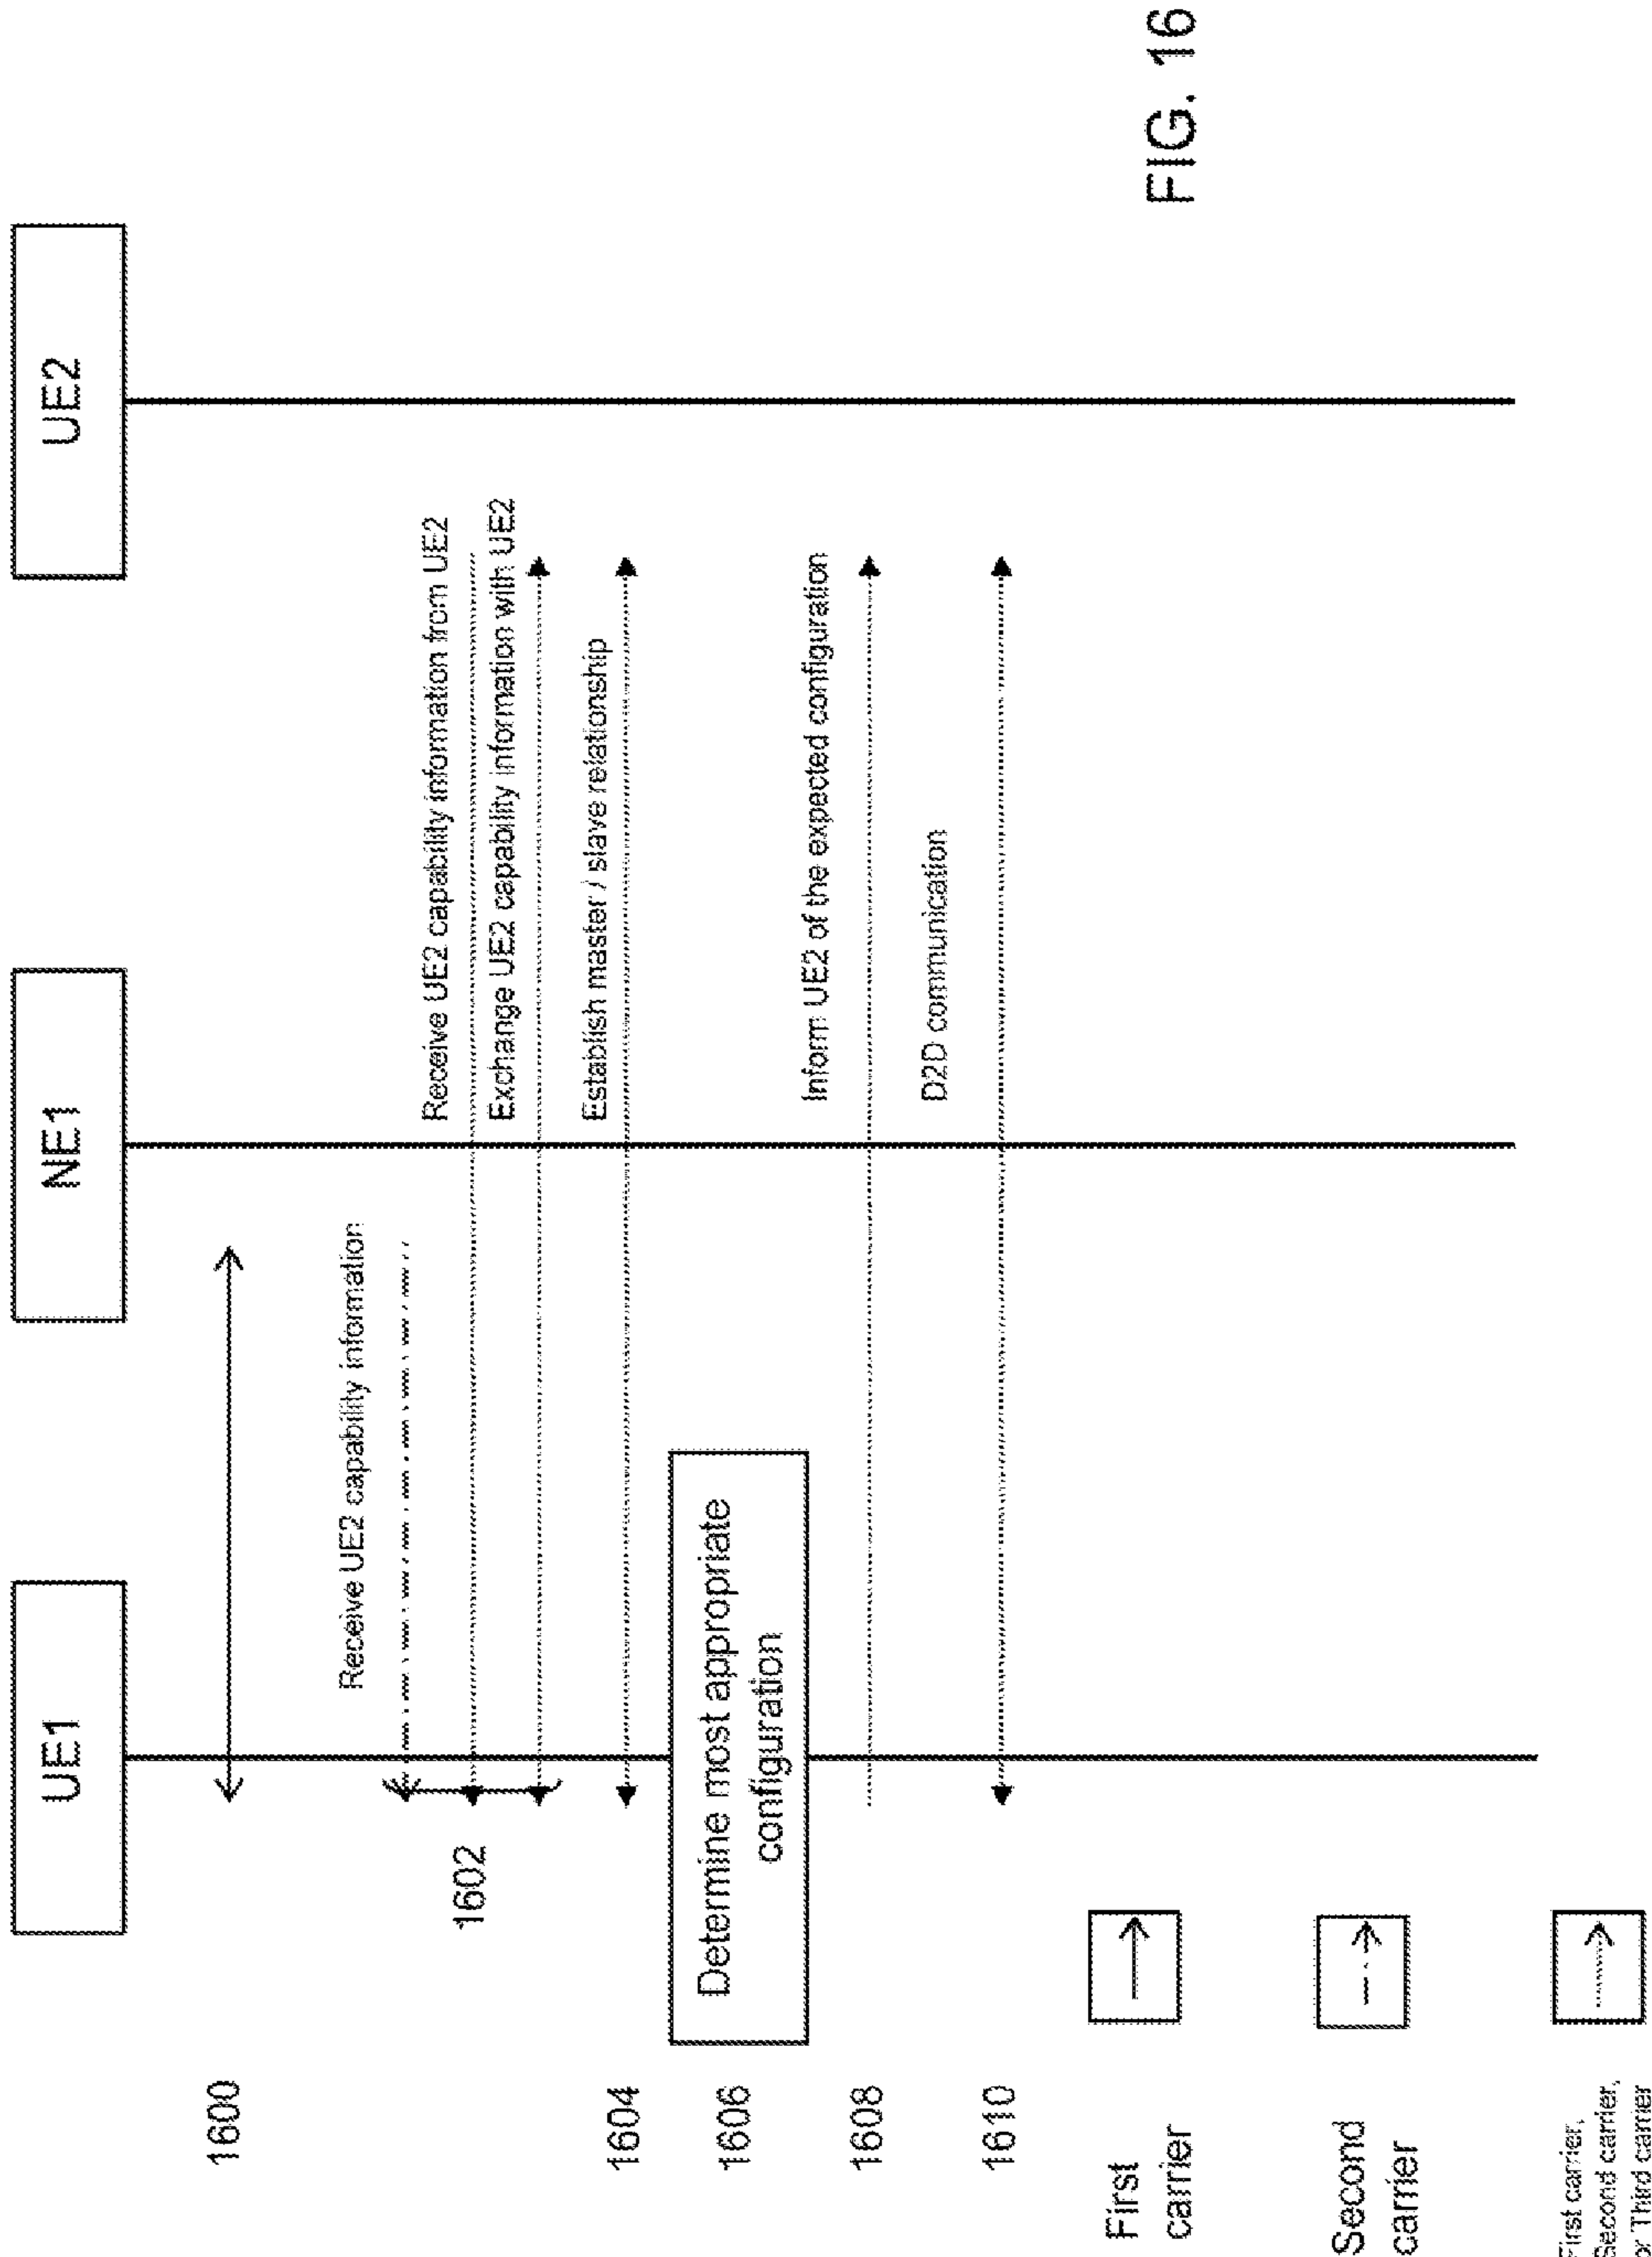 UE1
NE1
UE2
1600
Receive UE2 capability information
Receive UE2 capability information from UE2
1602
Exchange UE2 capability information with UE2
1604
Establish master / slave relationship
1606
Determine most appropriate
configuration
1608
Inform UE2 of the expected configuration
1610
D2D communication
First
carrier
Second
carrier
First carrier,
Second carrier,
or Third carrier
FIG. 16